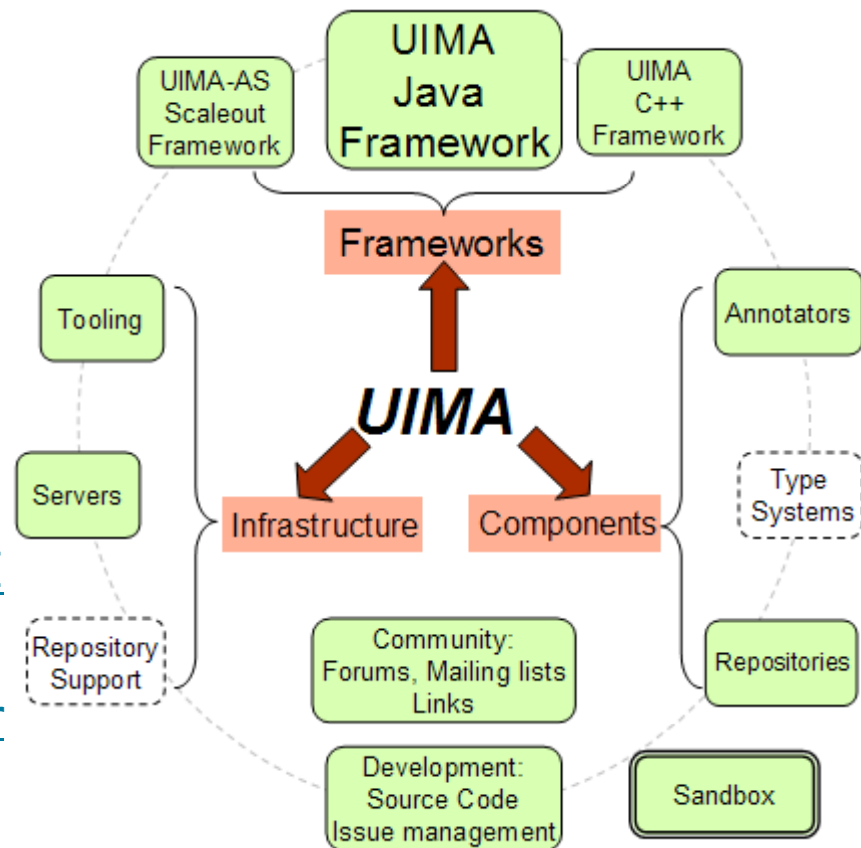 UIMA-AS
Scaleout
Framework
UIMA
Java
Framework
UIMA
C++
Framework
Frameworks
Tooling
Annotators
UIMA
Servers
Type
Systems
Infrastructure
Components
Repository
Support
Community:
Forums, Mailing lists
Links
Repositories
Development:
Source Code
Issue management
Sandbox